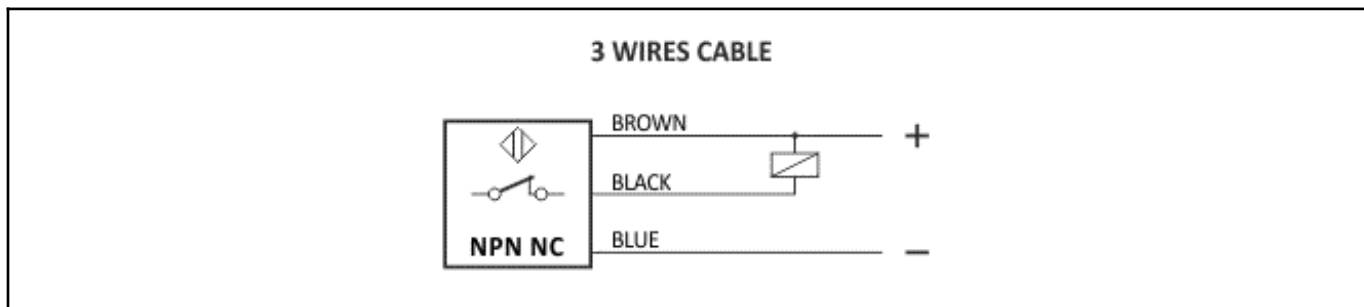 3 WIRES CABLE
BROWN
+
BLACK
NPN NC
BLUE
−